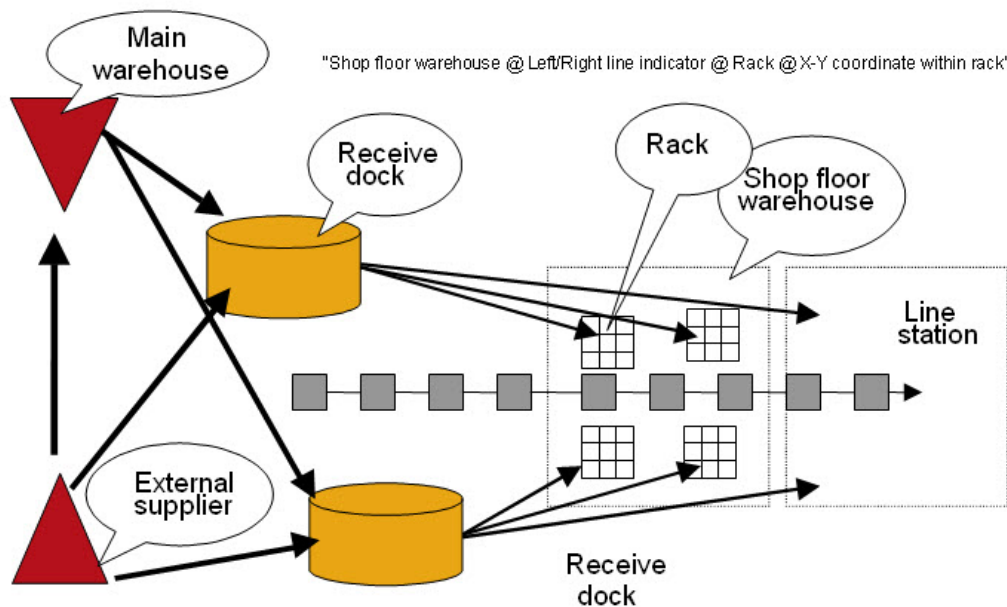 Main
warehouse
"Shop floor warehouse @ Left/Right line indicator @ Rack @ X-Y coordinate within rack"
Receive
dock
Rack
Shop floor
warehouse
Line
station
External
supplier
Receive
dock